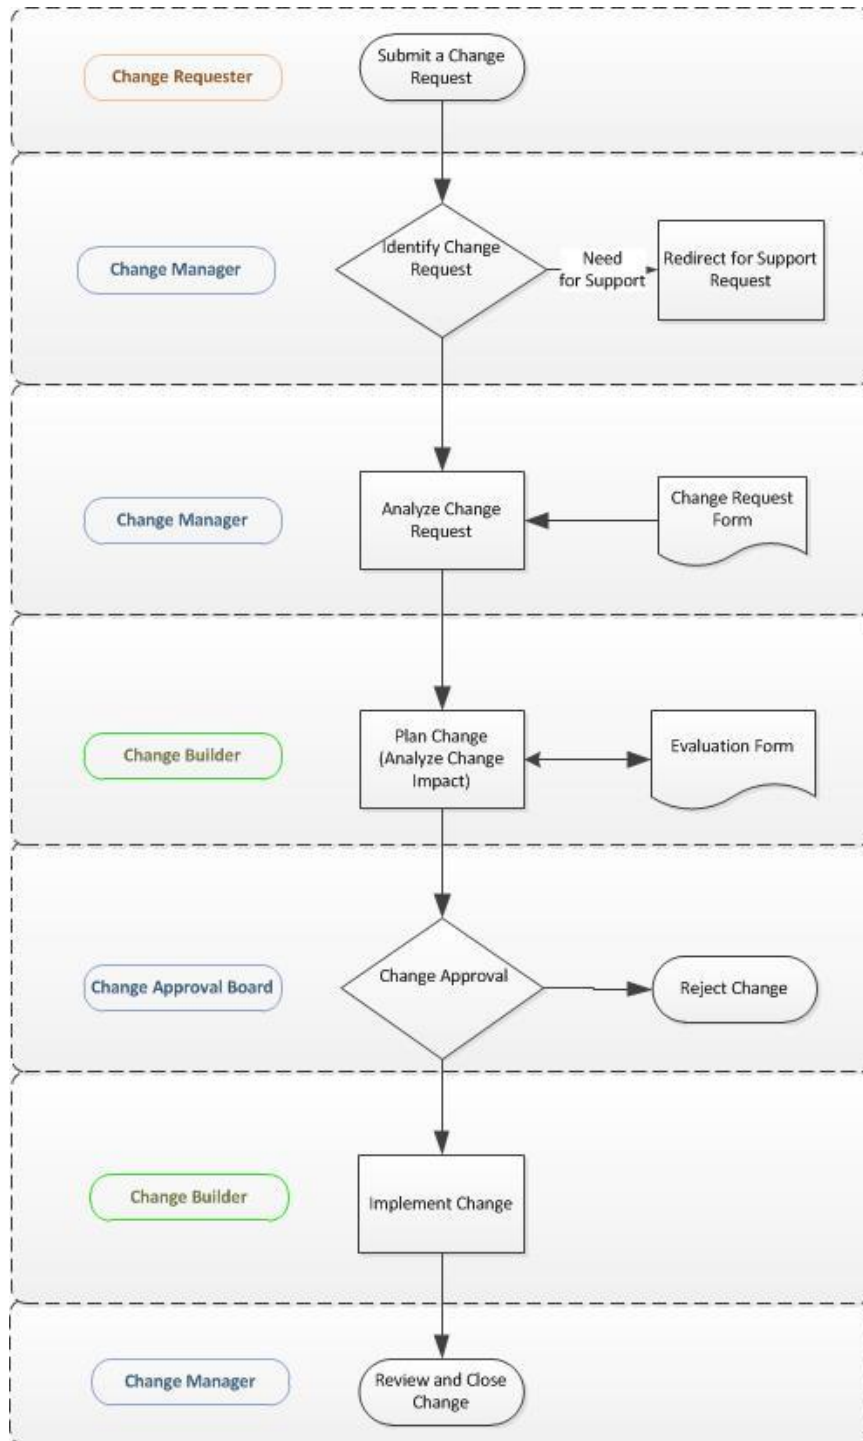 Change Requester
Submit a Change
Request
Change Manager
Identify Change
Request
Need
for Support
Redirect for Support
Request
Change Manager
Analyze Change
Request
Change Request
Form
Change Builder
Plan Change
(Analyze Change
Impact)
Evaluation Form
Change Approval Board
Change Approval
Reject Change
Change Builder
Implement Change
Change Manager
Review and Close
Change